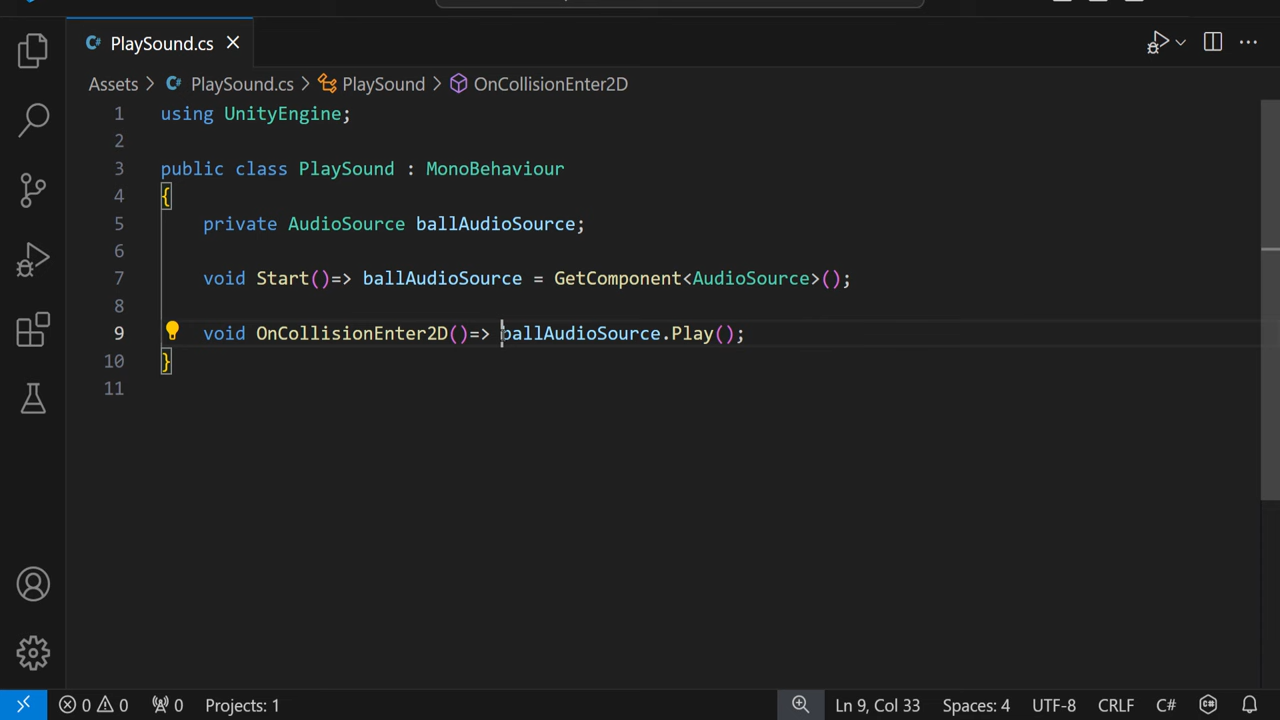 PlaySound.cs
Assets > PlaySound.cs > PlaySound > OnCollisionEnter2D
1 using UnityEngine;
2
3 public class PlaySound : MonoBehaviour
4 {
5 private AudioSource ballAudioSource;
6
7 void Start()=> ballAudioSource = GetComponent<AudioSource>();
8
9 void OnCollisionEnter2D()=> ballAudioSource.Play();
10 }
11
0 0 0 Projects: 1 Ln 9, Col 33 Spaces: 4 UTF-8 CRLF C#